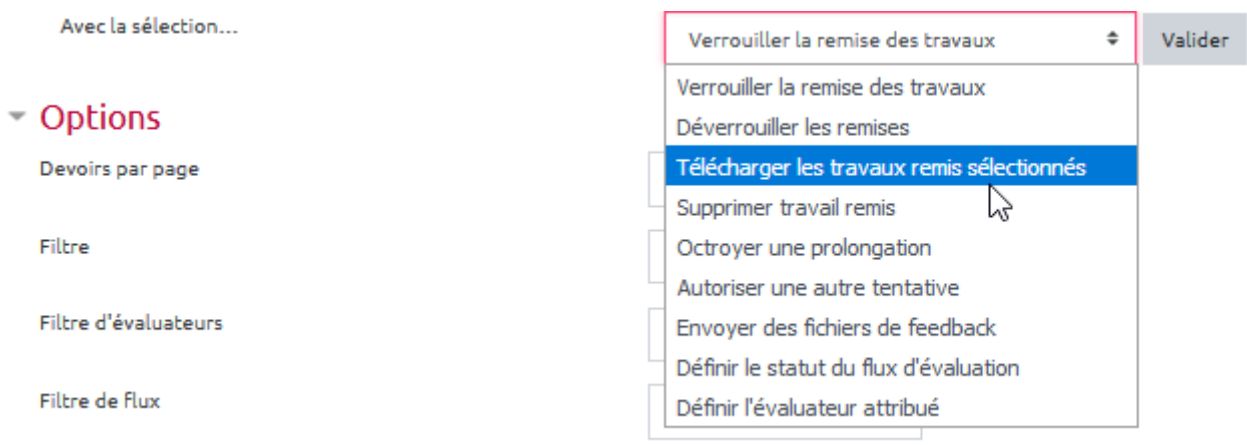 Avec la sélection...
Verrouiller la remise des travaux
Valider
Verrouiller la remise des travaux
Déverrouiller les remises
Télécharger les travaux remis sélectionnés
Supprimer travail remis
Octroyer une prolongation
Autoriser une autre tentative
Envoyer des fichiers de feedback
Définir le statut du flux d'évaluation
Définir l'évaluateur attribué
Options
Devoirs par page
Filtre
Filtre d'évaluateurs
Filtre de flux